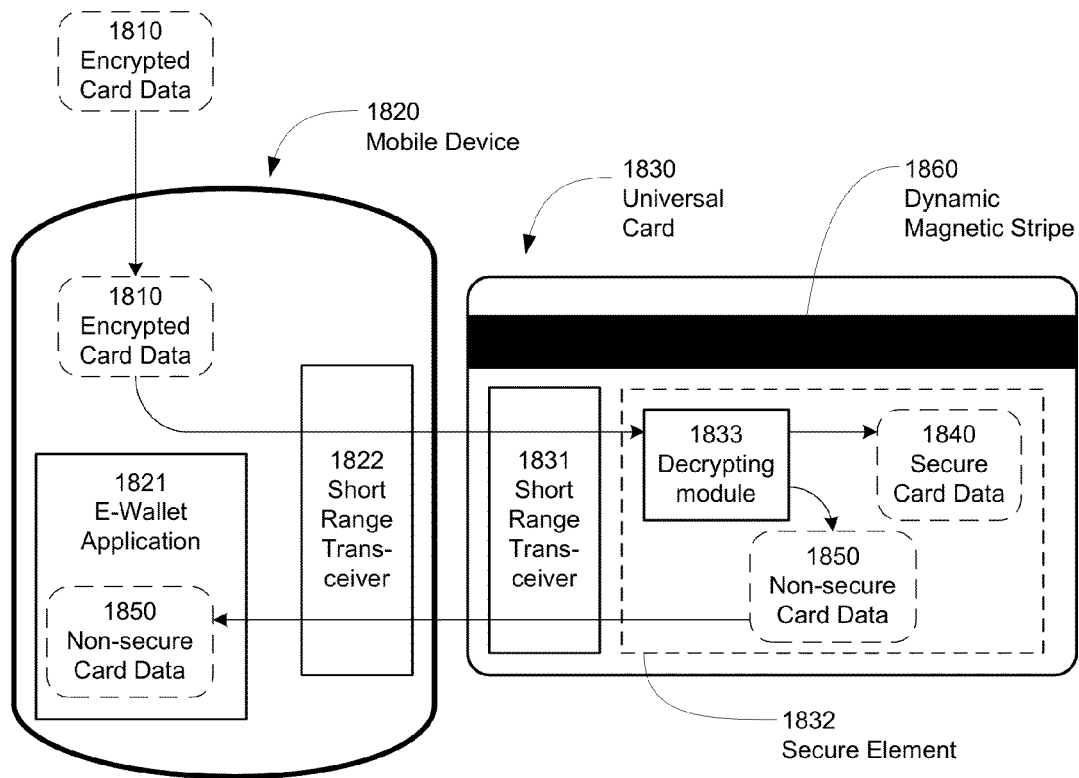 1810
Encrypted
Card Data
1820
Mobile Device
1830
Universal
Card
1860
Dynamic
Magnetic Stripe
1810
Encrypted
Card Data
1821
E-Wallet
Application
1850
Non-secure
Card Data
1822
Short
Range
Trans-
ceiver
1831
Short
Range
Trans-
ceiver
1833
Decrypting
module
1840
Secure
Card Data
1850
Non-secure
Card Data
1832
Secure Element